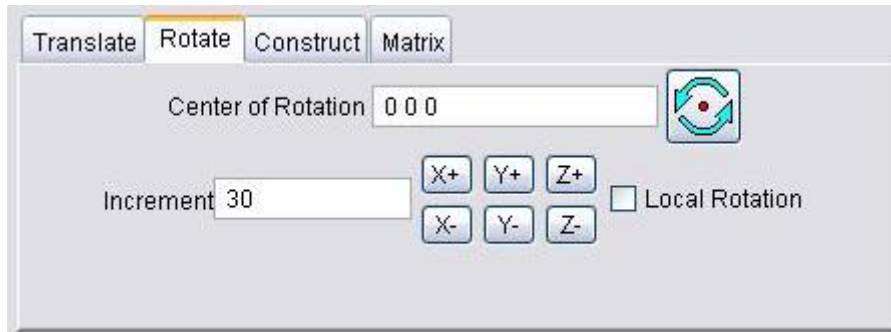 Translate Rotate Construct Matrix
Center of Rotation 0 0 0
X+ Y+ Z+
Increment 30 Local Rotation
X- Y- Z-